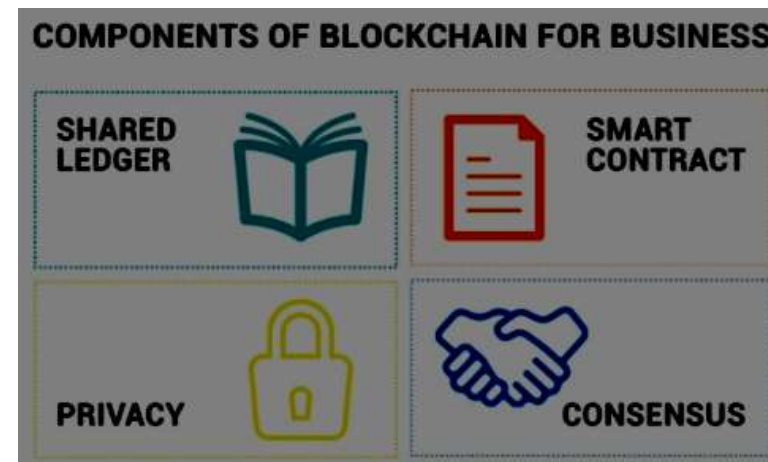 COMPONENTS OF BLOCKCHAIN FOR BUSINESS
SHARED
LEDGER
SMART
CONTRACT
PRIVACY
CONSENSUS